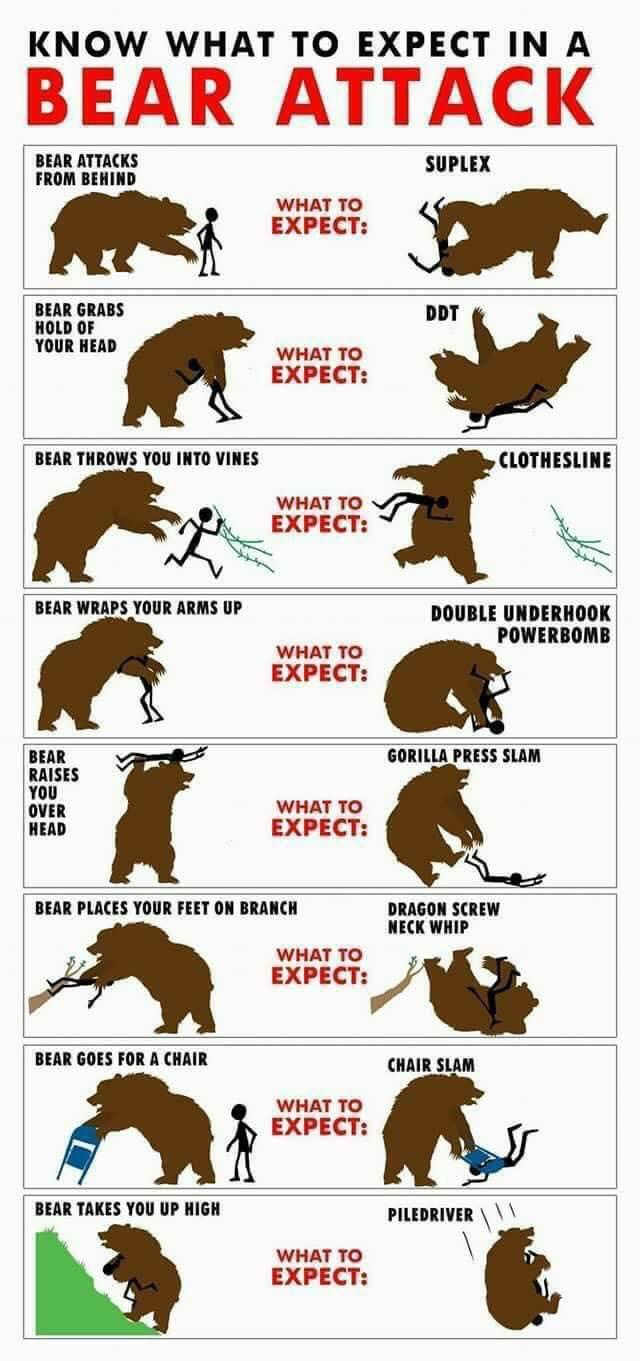 KNOW WHAT TO EXPECT IN A
BEAR ATTACK
BEAR ATTACKS
FROM BEHIND
WHAT TO
EXPECT:
SUPLEX
BEAR GRABS
HOLD OF
YOUR HEAD
WHAT TO
EXPECT:
DDT
BEAR THROWS YOU INTO VINES
WHAT TO
EXPECT:
CLOTHESLINE
BEAR WRAPS YOUR ARMS UP
WHAT TO
EXPECT:
DOUBLE UNDERHOOK
POWERBOMB
BEAR
RAISES
YOU
OVER
HEAD
WHAT TO
EXPECT:
GORILLA PRESS SLAM
BEAR PLACES YOUR FEET ON BRANCH
WHAT TO
EXPECT:
DRAGON SCREW
NECK WHIP
BEAR GOES FOR A CHAIR
WHAT TO
EXPECT:
CHAIR SLAM
BEAR TAKES YOU UP HIGH
WHAT TO
EXPECT:
PILEDRIVER